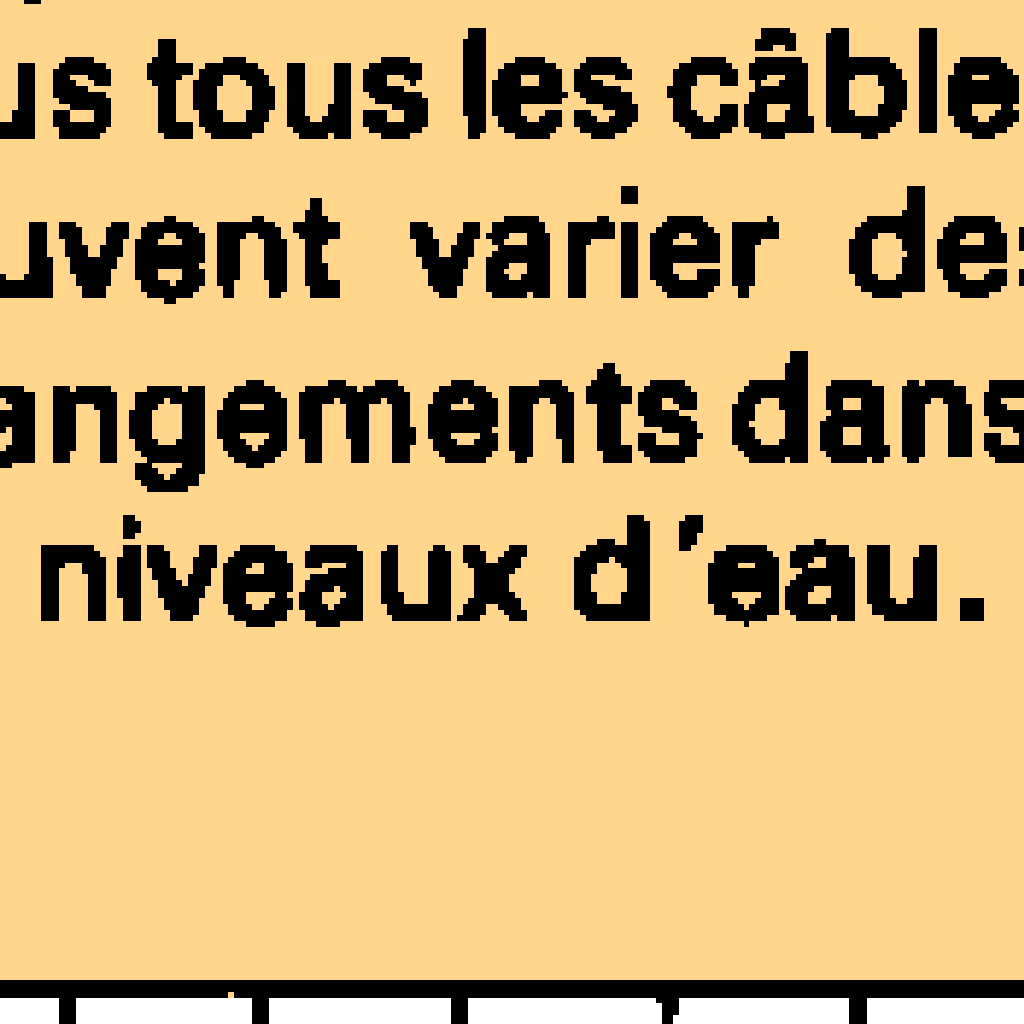 us tous les câble
uvent varier des
angements dans
niveaux d'eau.